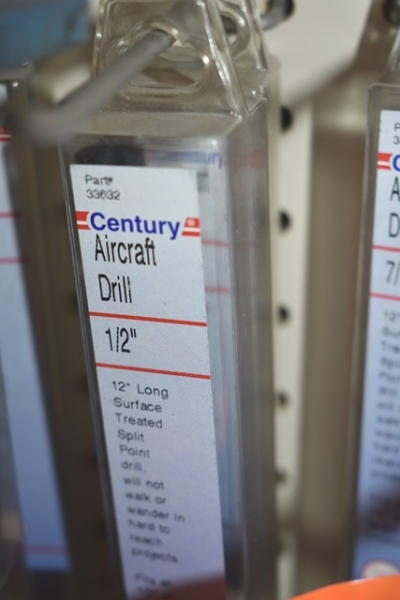 Part#
33632
Century
Aircraft
Drill
1/2"
12" Long
Surface
Treated
Split
Point
drill.
will not
walk or
wander in
hard to
reach
projects